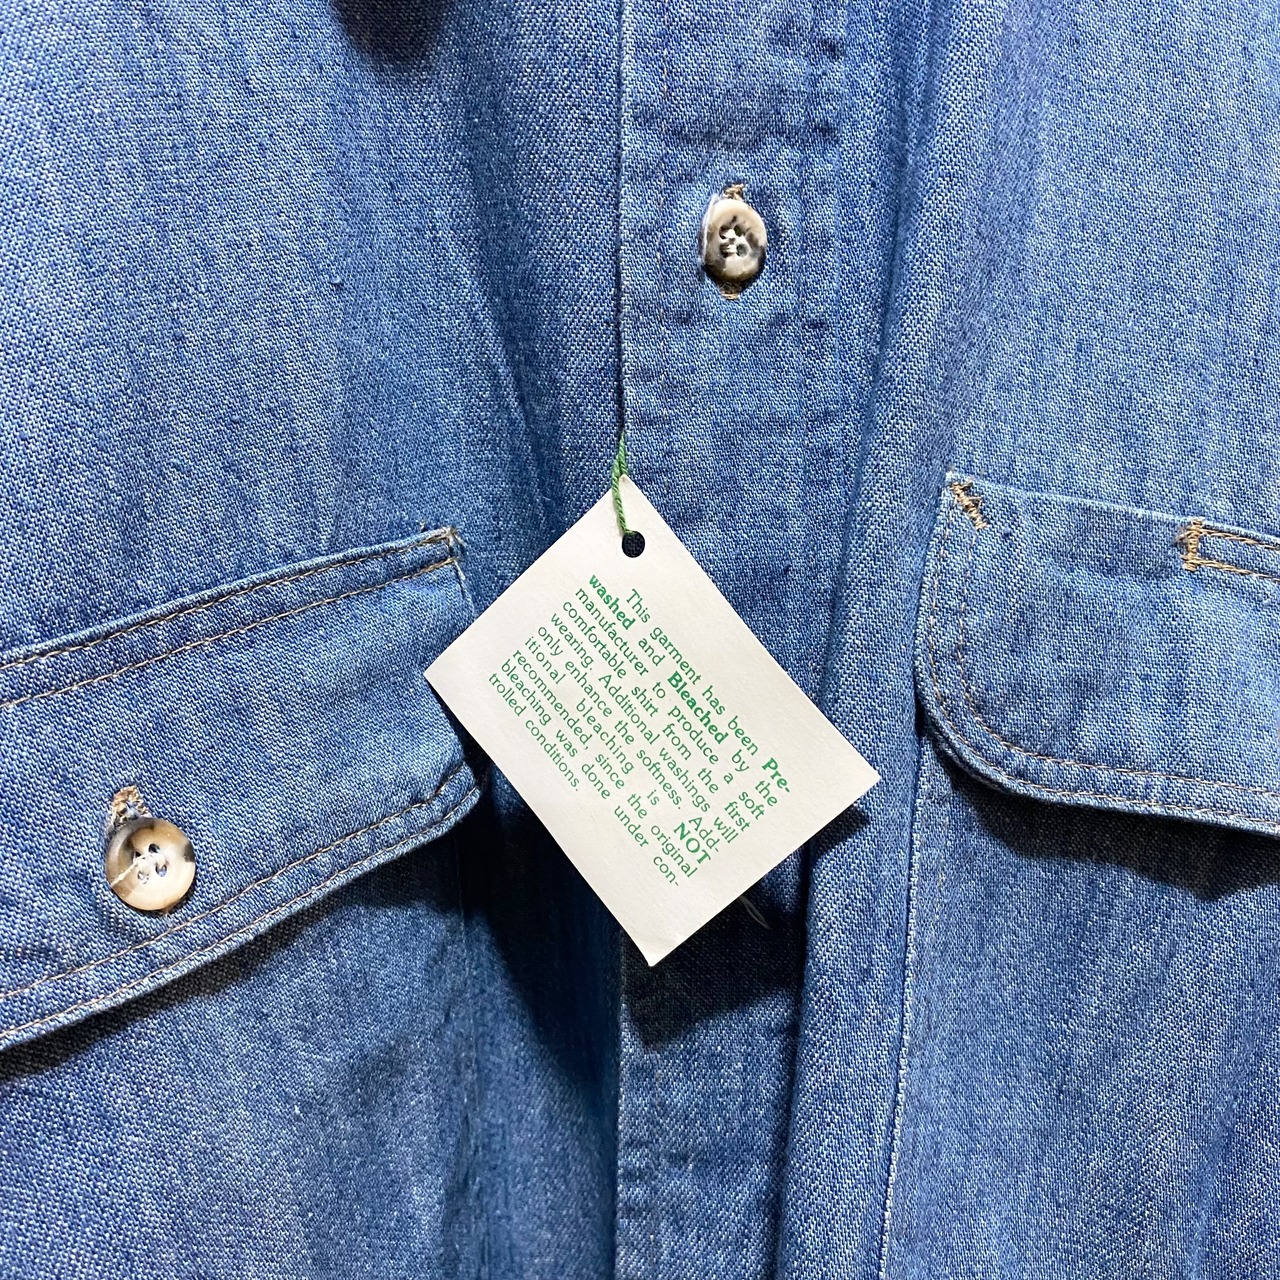 This garment has been Pre-
washed and Bleached by the
manufacturer to produce a soft
comfortable shirt from the first
wearing. Additional washings will
only enhance the softness. Add-
itional bleaching is NOT
recommended, since the original
bleaching was done under con-
trolled conditions.